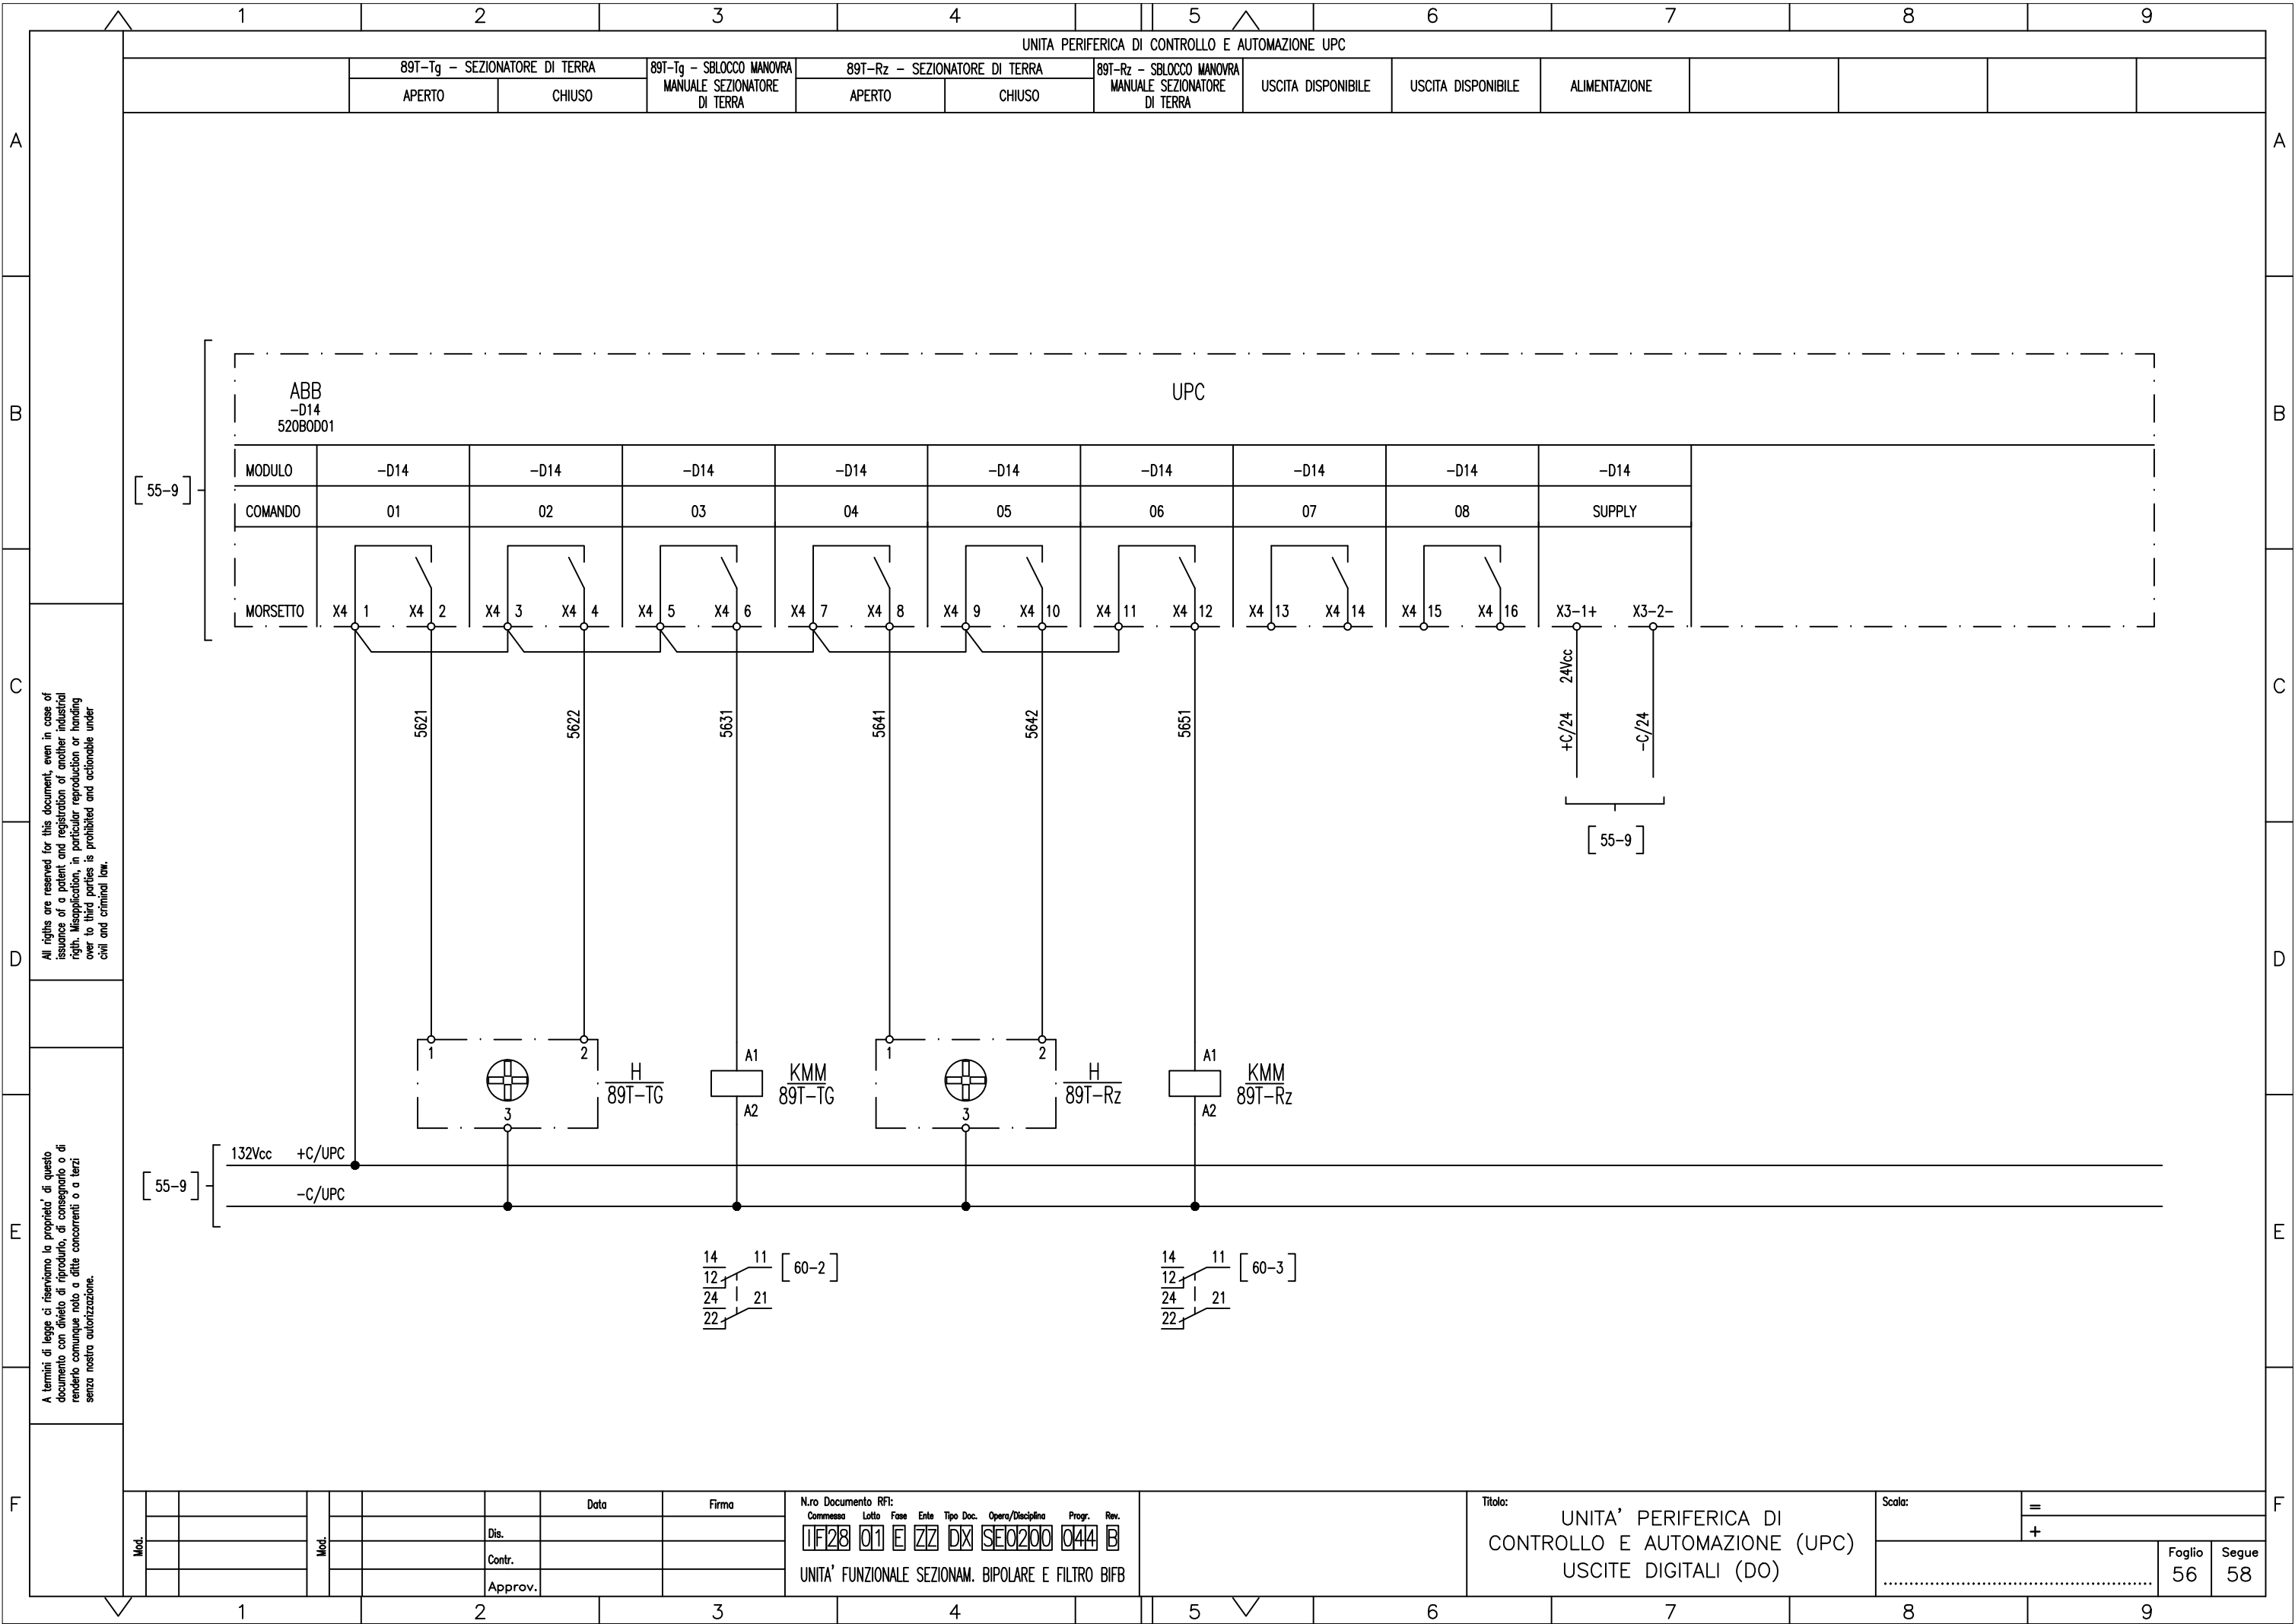 1 2 3 4 5 6 7 8 9
UNITA PERIFERICA DI CONTROLLO E AUTOMAZIONE UPC
89T-Tg - SEZIONATORE DI TERRA
APERTO
CHIUSO
89T-Tg - SBLOCCO MANOVRA
MANUALE SEZIONATORE
DI TERRA
89T-Rz - SEZIONATORE DI TERRA
APERTO
CHIUSO
89T-Rz - SBLOCCO MANOVRA
MANUALE SEZIONATORE
DI TERRA
USCITA DISPONIBILE
USCITA DISPONIBILE
ALIMENTAZIONE
A A
B B
C C
D D
E E
F F
ABB
-D14
520BOD01
UPC
55-9
MODULO -D14 -D14 -D14 -D14 -D14 -D14 -D14 -D14 -D14
COMANDO 01 02 03 04 05 06 07 08 SUPPLY
MORSETTO X4 1 X4 2 X4 3 X4 4 X4 5 X4 6 X4 7 X4 8 X4 9 X4 10 X4 11 X4 12 X4 13 X4 14 X4 15 X4 16 X3-1+ X3-2-
5621
5622
5631
5641
5642
5651
+C/24 24Vcc
-C/24
55-9
1 2
3
H
89T-TG
A1
A2
KMM
89T-TG
1 2
3
H
89T-Rz
A1
A2
KMM
89T-Rz
55-9
132Vcc +C/UPC
-C/UPC
14 11
12
24 21
22
60-2
14 11
12
24 21
22
60-3
All rigths are reserved for this document, even in case of
issuance of a patent and registration of another industrial
rigth. Misapplication, in particular reproduction or handing
over to third parties is prohibited and actionable under
civil and criminal law.
A termini di legge ci riserviamo la proprieta' di questo
documento con divieto di riprodurlo, di consegnarlo o di
renderlo comunque noto a ditte concorrenti o a terzi
senza nostra autorizzazione.
Mod.
Mod.
Data
Firma
Dis.
Contr.
Approv.
N.ro Documento RFI:
Commessa Lotto Fase Ente Tipo Doc. Opera/Disciplina Progr. Rev.
IF28 01 E ZZ DX SE0200 044 B
UNITA' FUNZIONALE SEZIONAM. BIPOLARE E FILTRO BIFB
Titolo:
UNITA' PERIFERICA DI
CONTROLLO E AUTOMAZIONE (UPC)
USCITE DIGITALI (DO)
Scala:
=
+
Foglio
56
Segue
58
1 2 3 4 5 6 7 8 9